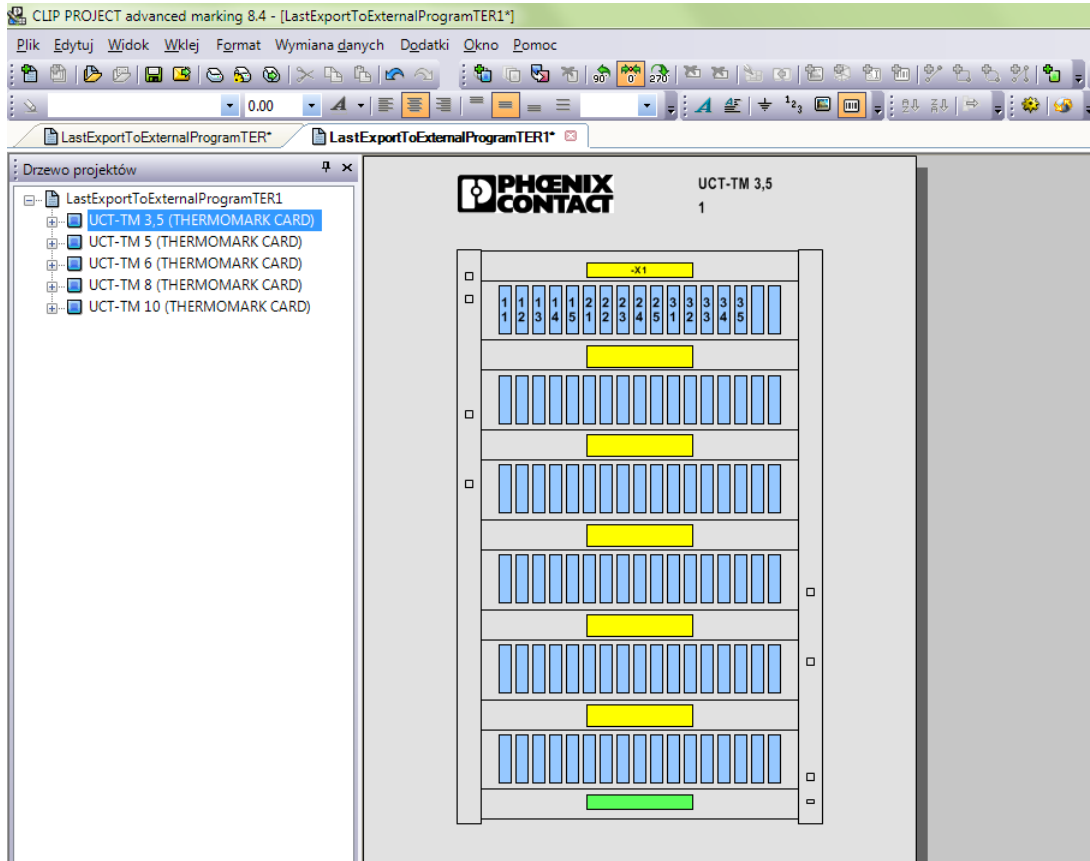 CLIP PROJECT advanced marking 8.4 - [LastExportToExternalProgramTER1*]
Plik Edytuj Widok Wklej Format Wymiana danych Dodatki Okno Pomoc
90° 0° 270°
0.00
LastExportToExternalProgramTER* LastExportToExternalProgramTER1*
Drzewo projektów
LastExportToExternalProgramTER1
UCT-TM 3,5 (THERMOMARK CARD)
UCT-TM 5 (THERMOMARK CARD)
UCT-TM 6 (THERMOMARK CARD)
UCT-TM 8 (THERMOMARK CARD)
UCT-TM 10 (THERMOMARK CARD)
PHŒNIX
CONTACT
UCT-TM 3,5
1
-X1
1 1 1 1 1 2 2 2 2 2 3 3 3 3 3
1 2 3 4 5 1 2 3 4 5 1 2 3 4 5